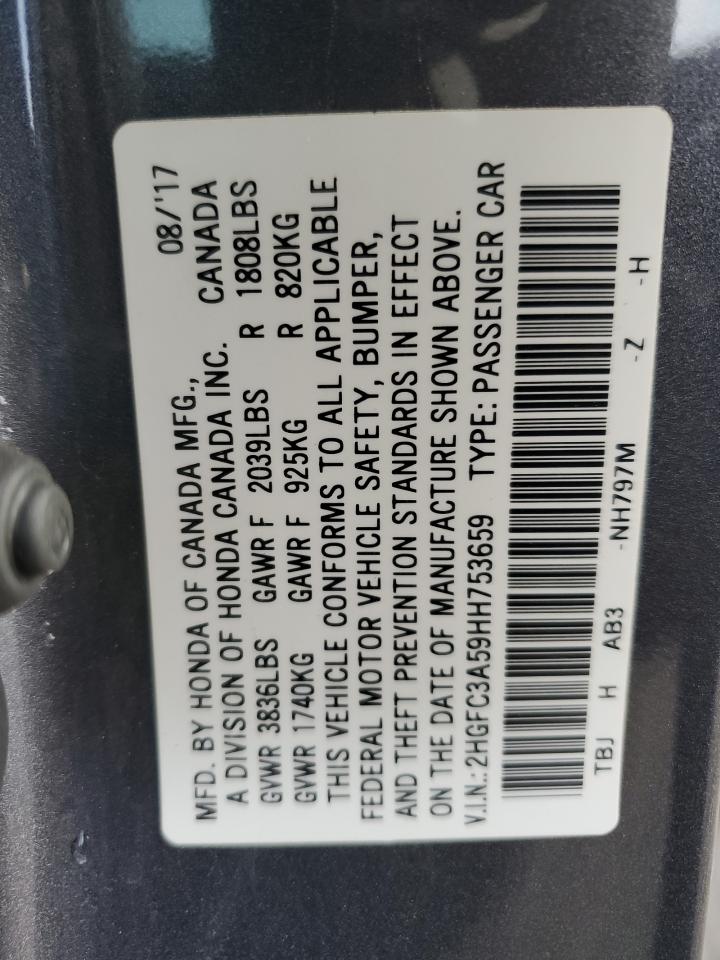 MFD. BY HONDA OF CANADA MFG., 08/'17
A DIVISION OF HONDA CANADA INC. CANADA
GVWR 3836LBS GAWR F 2039LBS R 1808LBS
GVWR 1740KG GAWR F 925KG R 820KG
THIS VEHICLE CONFORMS TO ALL APPLICABLE
FEDERAL MOTOR VEHICLE SAFETY, BUMPER,
AND THEFT PREVENTION STANDARDS IN EFFECT
ON THE DATE OF MANUFACTURE SHOWN ABOVE.
V.I.N.: 2HGFC3A59HH753659 TYPE: PASSENGER CAR
TBJ H AB3 -NH797M -Z -H